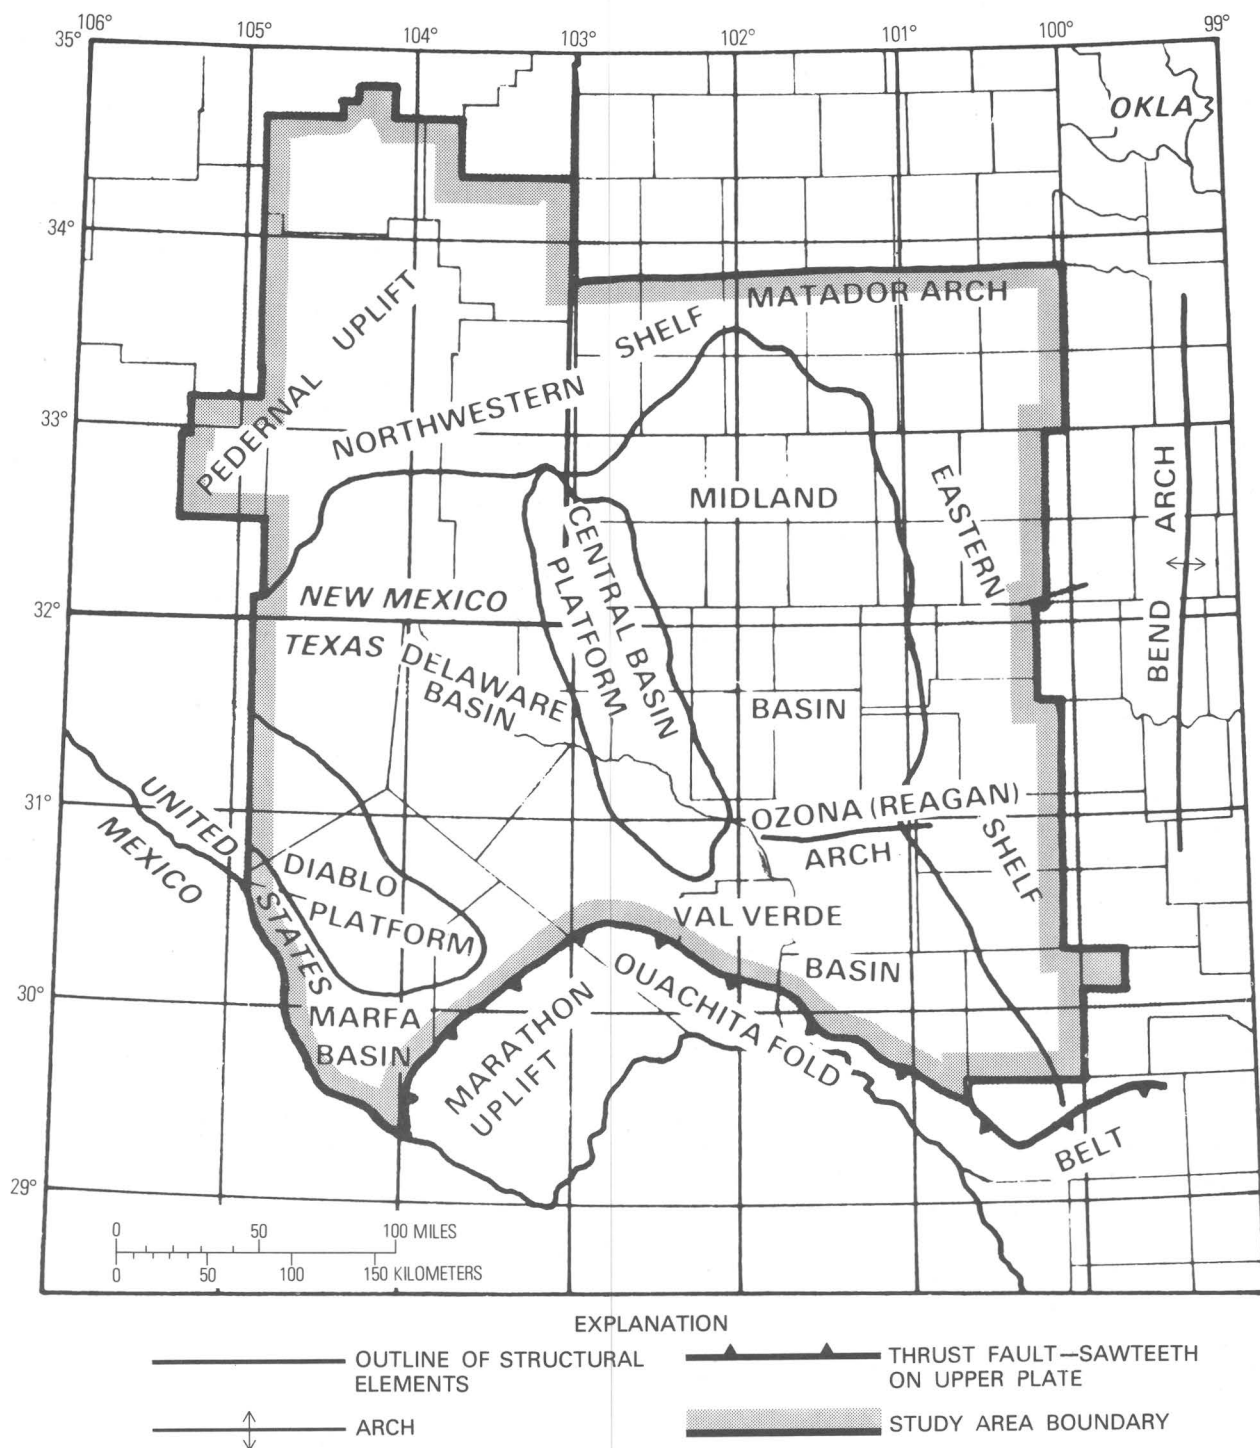 106°
105°
104°
103°
102°
101°
100°
99°
35°
OKLA
34°
MATADOR ARCH
PEDERNAL UPLIFT
NORTHWESTERN SHELF
33°
MIDLAND
BASIN
EASTERN
SHELF
BEND ARCH
CENTRAL BASIN
PLATFORM
NEW MEXICO
32°
TEXAS
DELAWARE
BASIN
31°
UNITED
STATES
MEXICO
OZONA (REAGAN)
ARCH
DIABLO
PLATFORM
VAL VERDE
BASIN
30°
MARFA
BASIN
MARATHON
UPLIFT
OUACHITA FOLD
BELT
29°
0 50 100 MILES
0 50 100 150 KILOMETERS
EXPLANATION
OUTLINE OF STRUCTURAL
ELEMENTS
ARCH
THRUST FAULT—SAWTEETH
ON UPPER PLATE
STUDY AREA BOUNDARY